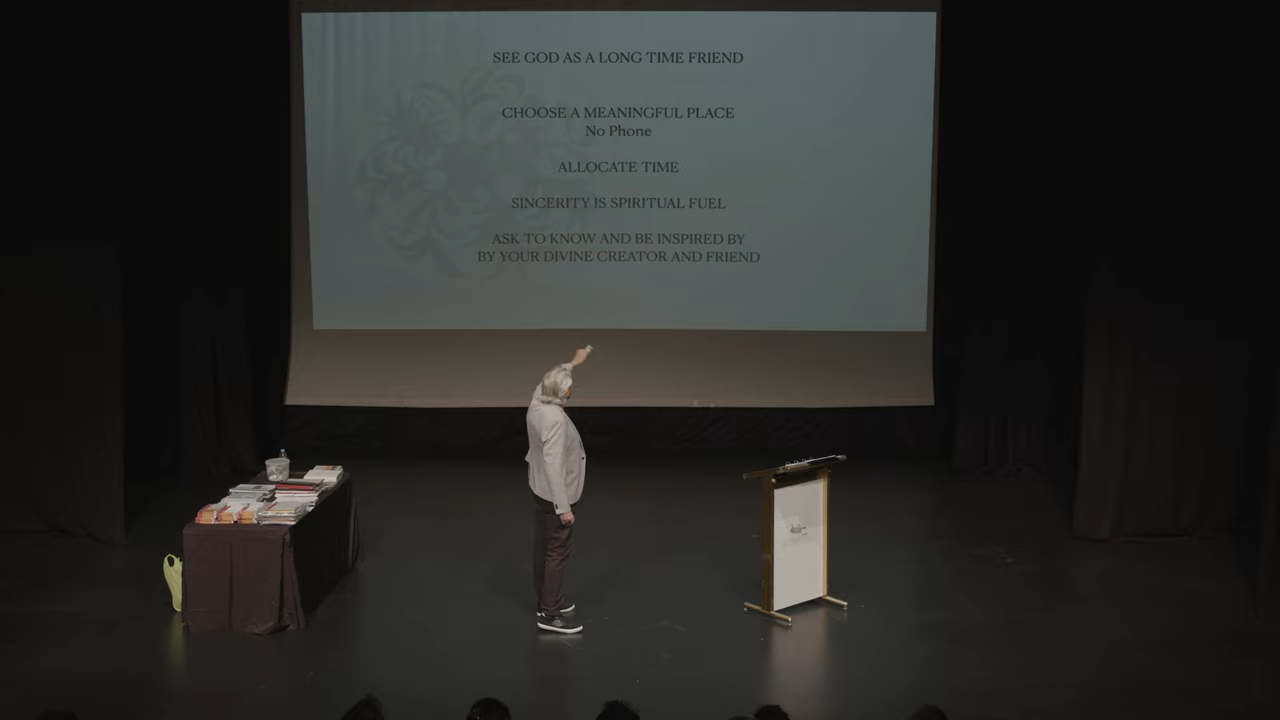 SEE GOD AS A LONG TIME FRIEND
CHOOSE A MEANINGFUL PLACE
No Phone
ALLOCATE TIME
SINCERITY IS SPIRITUAL FUEL
ASK TO KNOW AND BE INSPIRED BY
BY YOUR DIVINE CREATOR AND FRIEND